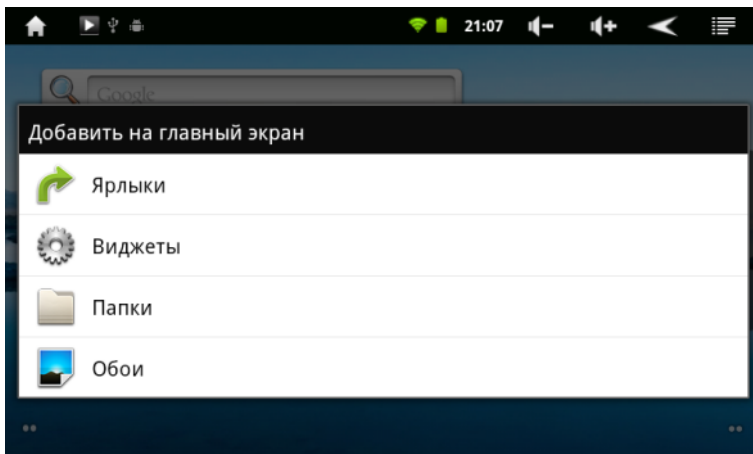 21:07
Google
Добавить на главный экран
Ярлыки
Виджеты
Папки
Обои